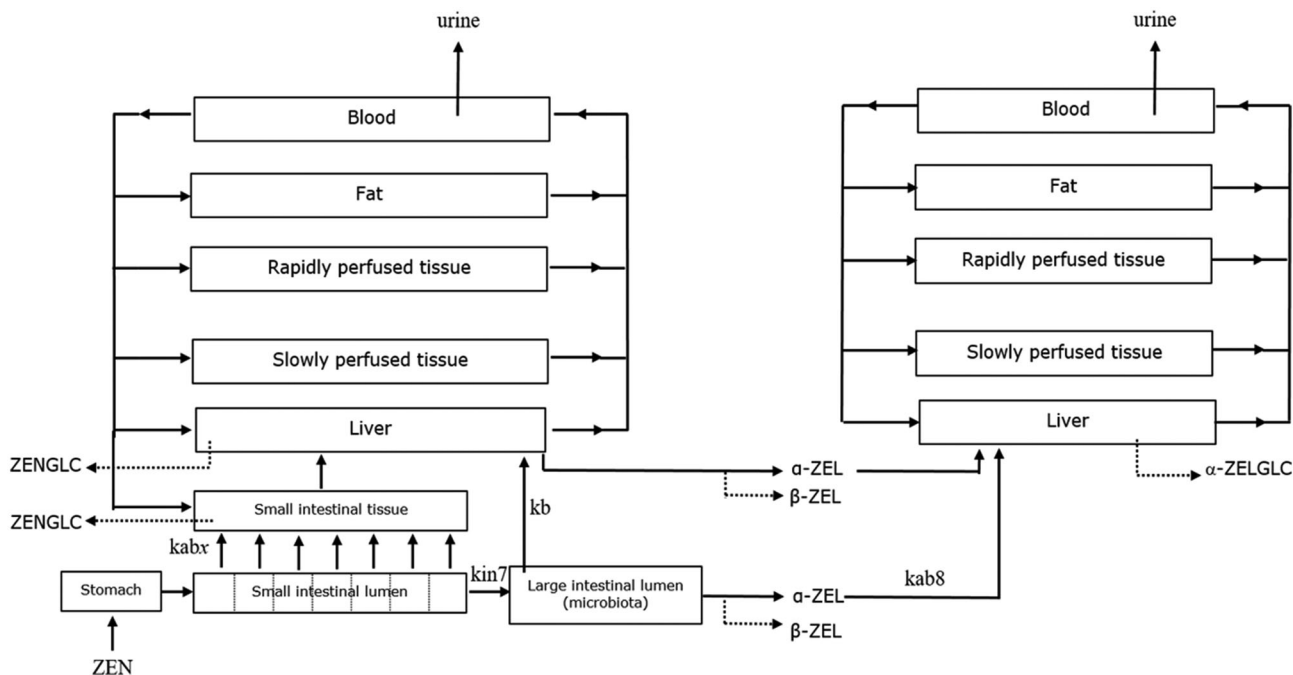 urine
urine
Blood
Blood
Fat
Fat
Rapidly perfused tissue
Rapidly perfused tissue
Slowly perfused tissue
Slowly perfused tissue
Liver
Liver
ZENGLC
α-ZEL
α-ZELGLC
β-ZEL
Small intestinal tissue
kb
ZENGLC
kabx
kin7
kab8
Stomach
Small intestinal lumen
Large intestinal lumen
(microbiota)
α-ZEL
β-ZEL
ZEN